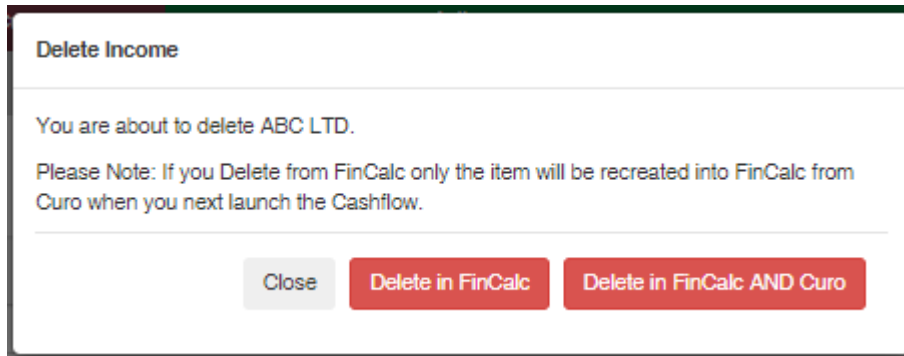 Delete Income
You are about to delete ABC LTD.
Please Note: If you Delete from FinCalc only the item will be recreated into FinCalc from
Curo when you next launch the Cashflow.
Close
Delete in FinCalc
Delete in FinCalc AND Curo